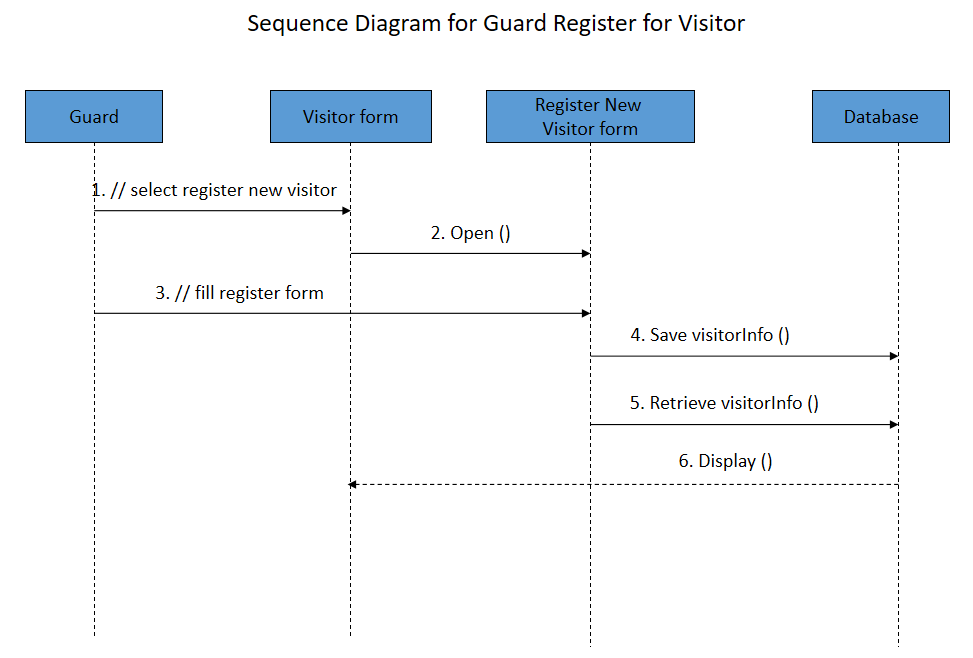 Sequence Diagram for Guard Register for Visitor
Guard
Visitor form
Register New
Visitor form
Database
1. // select register new visitor
2. Open ()
3. // fill register form
4. Save visitorInfo ()
5. Retrieve visitorInfo ()
6. Display ()